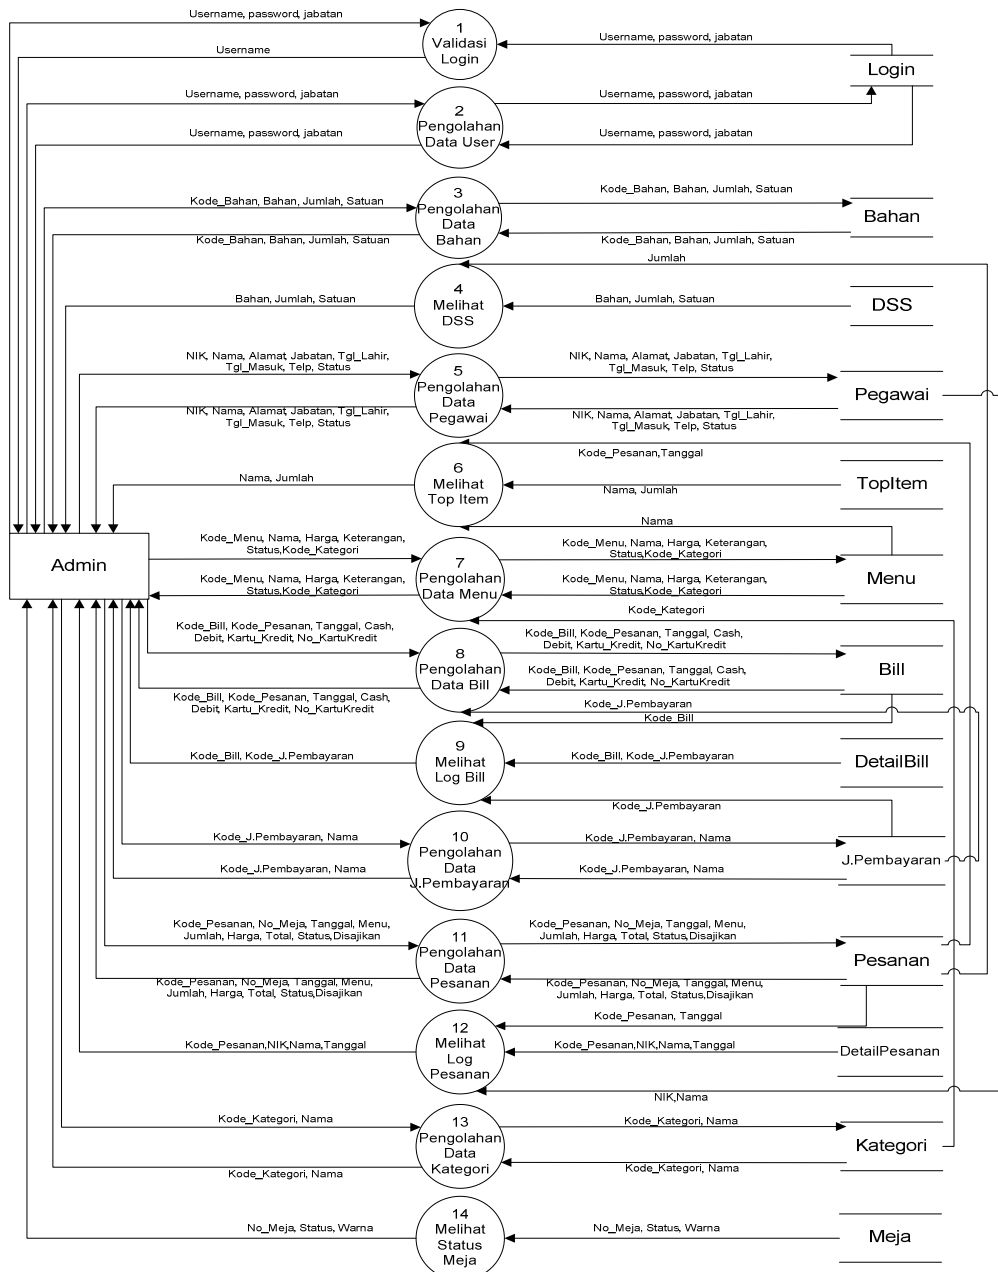 Username, password, jabatan
1
Validasi
Login
Username, password, jabatan
Username
Login
Username, password, jabatan
2
Pengolahan
Data User
Username, password, jabatan
Username, password, jabatan
Username, password, jabatan
Kode_Bahan, Bahan, Jumlah, Satuan
3
Pengolahan
Data
Bahan
Kode_Bahan, Bahan, Jumlah, Satuan
Bahan
Kode_Bahan, Bahan, Jumlah, Satuan
Kode_Bahan, Bahan, Jumlah, Satuan
Jumlah
Bahan, Jumlah, Satuan
4
Melihat
DSS
Bahan, Jumlah, Satuan
DSS
NIK, Nama, Alamat, Jabatan, Tgl_Lahir,
Tgl_Masuk, Telp, Status
5
Pengolahan
Data
Pegawai
NIK, Nama, Alamat, Jabatan, Tgl_Lahir,
Tgl_Masuk, Telp, Status
Pegawai
NIK, Nama, Alamat, Jabatan, Tgl_Lahir,
Tgl_Masuk, Telp, Status
NIK, Nama, Alamat, Jabatan, Tgl_Lahir,
Tgl_Masuk, Telp, Status
Kode_Pesanan,Tanggal
Nama, Jumlah
6
Melihat
Top Item
Nama, Jumlah
TopItem
Nama
Admin
Kode_Menu, Nama, Harga, Keterangan,
Status,Kode_Kategori
7
Pengolahan
Data Menu
Kode_Menu, Nama, Harga, Keterangan,
Status,Kode_Kategori
Menu
Kode_Menu, Nama, Harga, Keterangan,
Status,Kode_Kategori
Kode_Menu, Nama, Harga, Keterangan,
Status,Kode_Kategori
Kode_Kategori
Kode_Bill, Kode_Pesanan, Tanggal, Cash,
Debit, Kartu_Kredit, No_KartuKredit
8
Pengolahan
Data Bill
Kode_Bill, Kode_Pesanan, Tanggal, Cash,
Debit, Kartu_Kredit, No_KartuKredit
Bill
Kode_Bill, Kode_Pesanan, Tanggal, Cash,
Debit, Kartu_Kredit, No_KartuKredit
Kode_Bill, Kode_Pesanan, Tanggal, Cash,
Debit, Kartu_Kredit, No_KartuKredit
Kode_J.Pembayaran
Kode_Bill
Kode_Bill, Kode_J.Pembayaran
9
Melihat
Log Bill
Kode_Bill, Kode_J.Pembayaran
DetailBill
Kode_J.Pembayaran
Kode_J.Pembayaran, Nama
10
Pengolahan
Data
J.Pembayaran
Kode_J.Pembayaran, Nama
J.Pembayaran
Kode_J.Pembayaran, Nama
Kode_J.Pembayaran, Nama
Kode_Pesanan, No_Meja, Tanggal, Menu,
Jumlah, Harga, Total, Status,Disajikan
11
Pengolahan
Data
Pesanan
Kode_Pesanan, No_Meja, Tanggal, Menu,
Jumlah, Harga, Total, Status,Disajikan
Pesanan
Kode_Pesanan, No_Meja, Tanggal, Menu,
Jumlah, Harga, Total, Status,Disajikan
Kode_Pesanan, No_Meja, Tanggal, Menu,
Jumlah, Harga, Total, Status,Disajikan
Kode_Pesanan, Tanggal
Kode_Pesanan,NIK,Nama,Tanggal
12
Melihat
Log
Pesanan
Kode_Pesanan,NIK,Nama,Tanggal
DetailPesanan
NIK,Nama
Kode_Kategori, Nama
13
Pengolahan
Data
Kategori
Kode_Kategori, Nama
Kategori
Kode_Kategori, Nama
Kode_Kategori, Nama
No_Meja, Status, Warna
14
Melihat
Status
Meja
No_Meja, Status, Warna
Meja